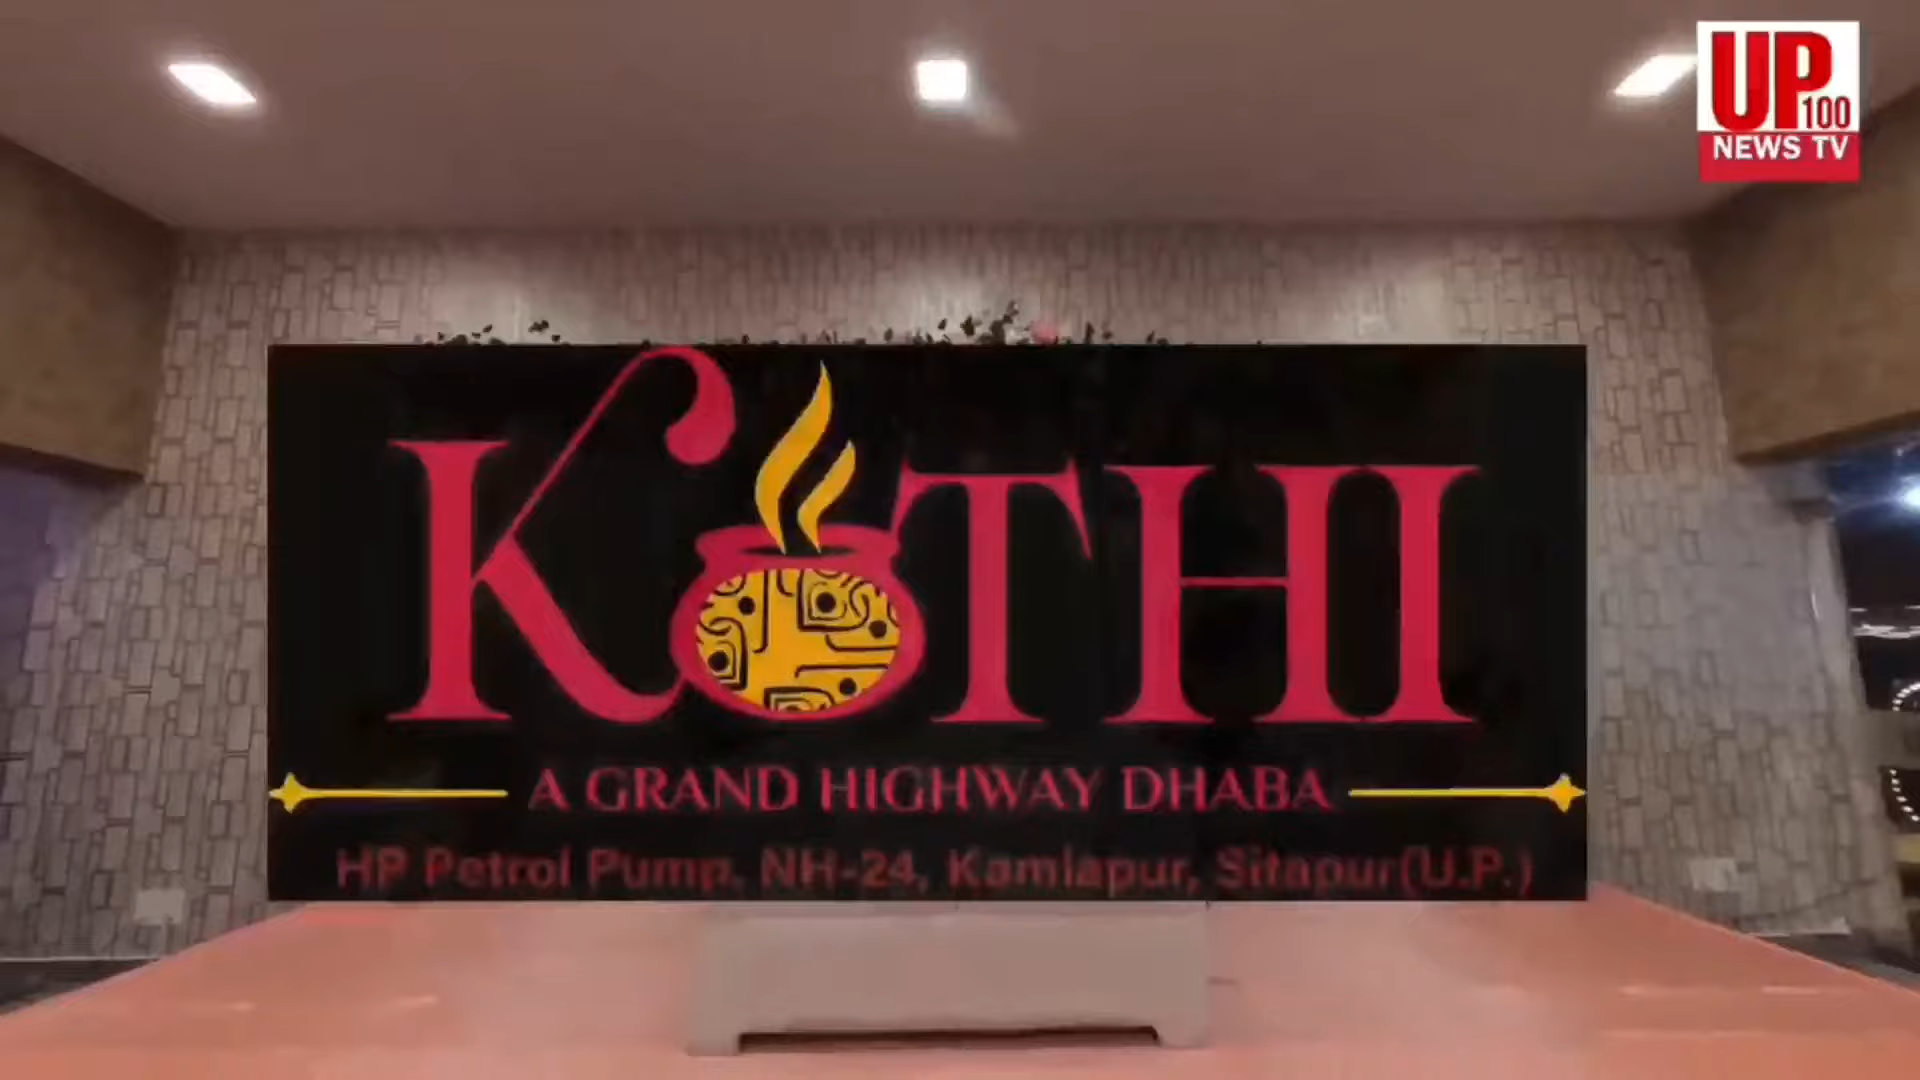 UP
100
NEWS TV
KOTHI
A GRAND HIGHWAY DHABA
HP Petrol Pump, NH-24, Kamlapur, Sitapur(U.P.)